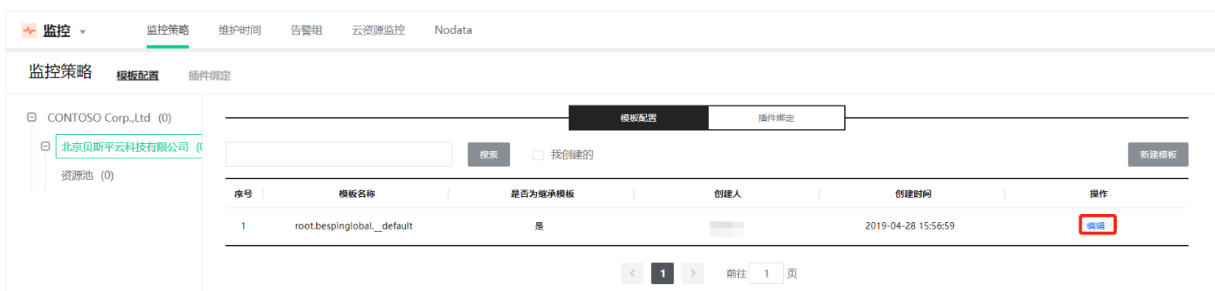 监控 监控策略 维护时间 告警组 云资源监控 Nodata
监控策略 模板配置 插件绑定
CONTOSO Corp.,Ltd (0)
北京贝斯平云科技有限公司 (0
资源池 (0)
模板配置 插件绑定
搜索 我创建的 新建模板
序号 模板名称 是否为继承模板 创建人 创建时间 操作
1 root.bespinglobal.__default 是 2019-04-28 15:56:59 编辑
< 1 > 前往 1 页